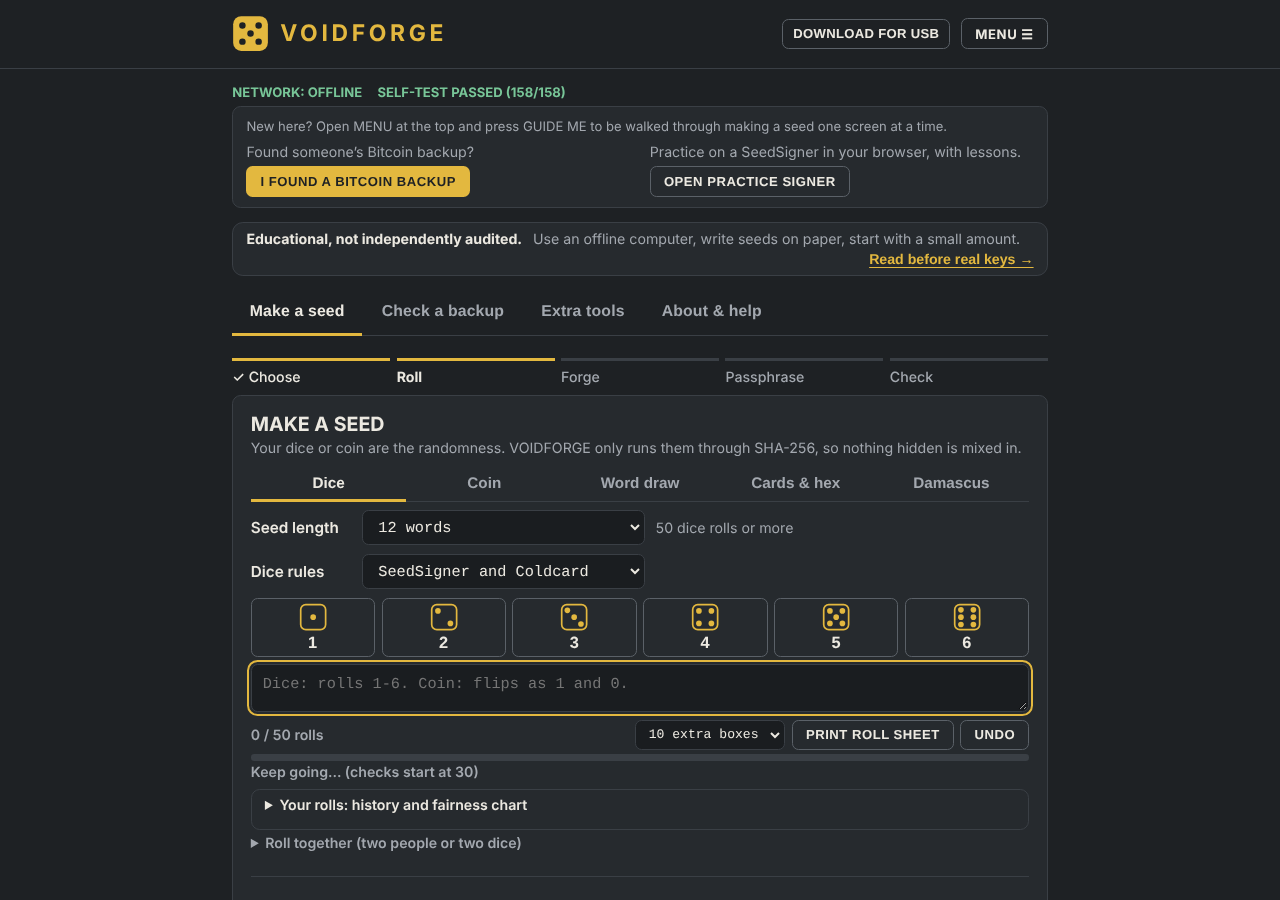 VOIDFORGE
DOWNLOAD FOR USB
MENU ☰
NETWORK: OFFLINE SELF-TEST PASSED (158/158)
New here? Open MENU at the top and press GUIDE ME to be walked through making a seed one screen at a time.
Found someone's Bitcoin backup?
I FOUND A BITCOIN BACKUP
Practice on a SeedSigner in your browser, with lessons.
OPEN PRACTICE SIGNER
Educational, not independently audited. Use an offline computer, write seeds on paper, start with a small amount.
Read before real keys →
Make a seed Check a backup Extra tools About & help
✓ Choose Roll Forge Passphrase Check
MAKE A SEED
Your dice or coin are the randomness. VOIDFORGE only runs them through SHA-256, so nothing hidden is mixed in.
Dice Coin Word draw Cards & hex Damascus
Seed length 12 words 50 dice rolls or more
Dice rules SeedSigner and Coldcard
1 2 3 4 5 6
Dice: rolls 1-6. Coin: flips as 1 and 0.
0 / 50 rolls 10 extra boxes PRINT ROLL SHEET UNDO
Keep going... (checks start at 30)
▶ Your rolls: history and fairness chart
▶ Roll together (two people or two dice)